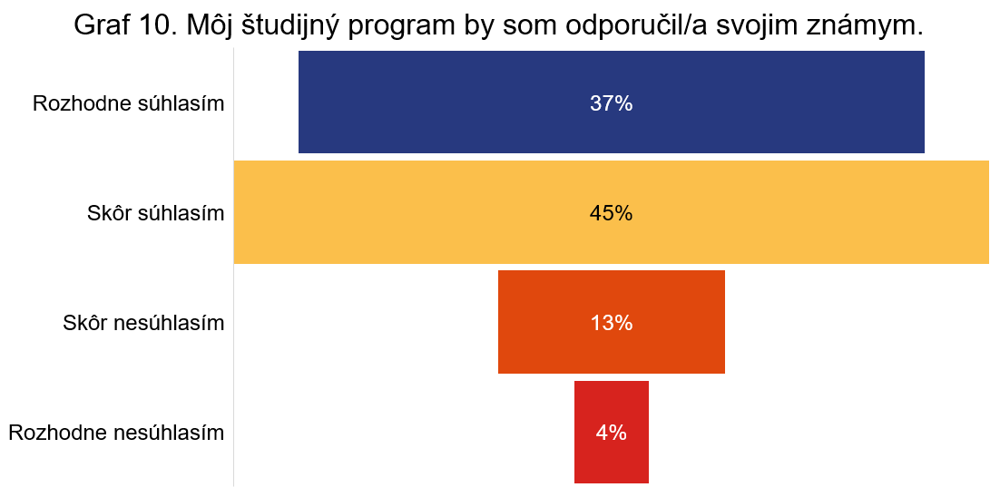 Graf 10. Môj študijný program by som odporučil/a svojim známym.
Rozhodne súhlasím
37%
Skôr súhlasím
45%
Skôr nesúhlasím
13%
Rozhodne nesúhlasím
4%